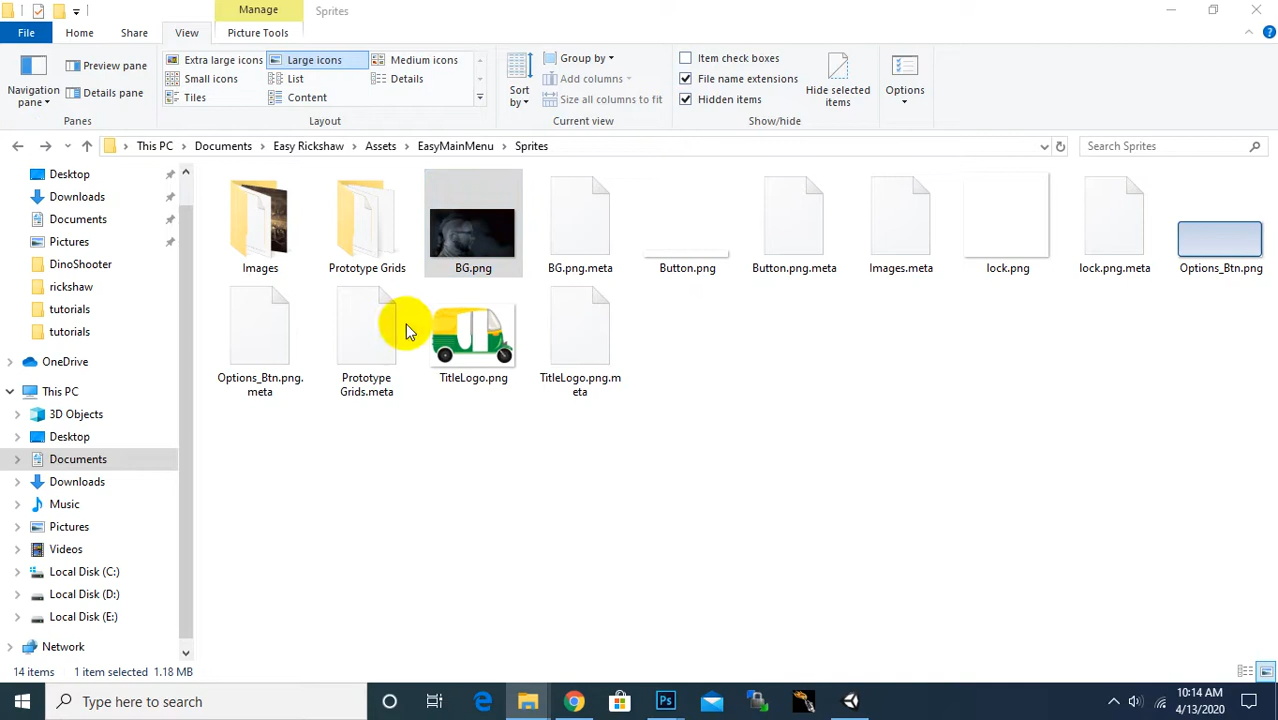 Manage
Sprites
File
Home
Share
View
Picture Tools
Navigation pane
Preview pane
Details pane
Extra large icons
Large icons
Medium icons
Small icons
List
Details
Tiles
Content
Sort by
Group by
Add columns
Size all columns to fit
Item check boxes
File name extensions
Hidden items
Hide selected items
Options
Panes
Layout
Current view
Show/hide
This PC > Documents > Easy Rickshaw > Assets > EasyMainMenu > Sprites
Search Sprites
Desktop
Downloads
Documents
Pictures
DinoShooter
rickshaw
tutorials
tutorials
OneDrive
This PC
3D Objects
Desktop
Documents
Downloads
Music
Pictures
Videos
Local Disk (C:)
Local Disk (D:)
Local Disk (E:)
Network
Images
Prototype Grids
BG.png
BG.png.meta
Button.png
Button.png.meta
Images.meta
lock.png
lock.png.meta
Options_Btn.png
Options_Btn.png.
meta
Prototype
Grids.meta
TitleLogo.png
TitleLogo.png.m
eta
14 items
1 item selected 1.18 MB
Type here to search
Ps
10:14 AM
4/13/2020